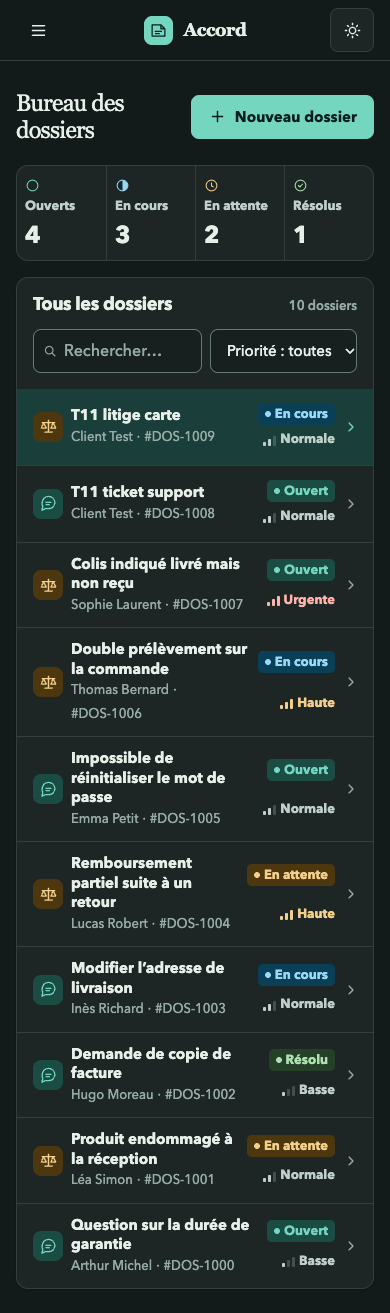 Accord
Bureau des
dossiers
Nouveau dossier
Ouverts
4
En cours
3
En attente
2
Résolus
1
Tous les dossiers
10 dossiers
Rechercher...
Priorité : toutes
T11 litige carte
Client Test · #DOS-1009
En cours
Normale
T11 ticket support
Client Test · #DOS-1008
Ouvert
Normale
Colis indiqué livré mais
non reçu
Sophie Laurent · #DOS-1007
Ouvert
Urgente
Double prélèvement sur
la commande
Thomas Bernard ·
#DOS-1006
En cours
Haute
Impossible de
réinitialiser le mot de
passe
Emma Petit · #DOS-1005
Ouvert
Normale
Remboursement
partiel suite à un
retour
Lucas Robert · #DOS-1004
En attente
Haute
Modifier l’adresse de
livraison
Inès Richard · #DOS-1003
En cours
Normale
Demande de copie de
facture
Hugo Moreau · #DOS-1002
Résolu
Basse
Produit endommagé à
la réception
Léa Simon · #DOS-1001
En attente
Normale
Question sur la durée de
garantie
Arthur Michel · #DOS-1000
Ouvert
Basse